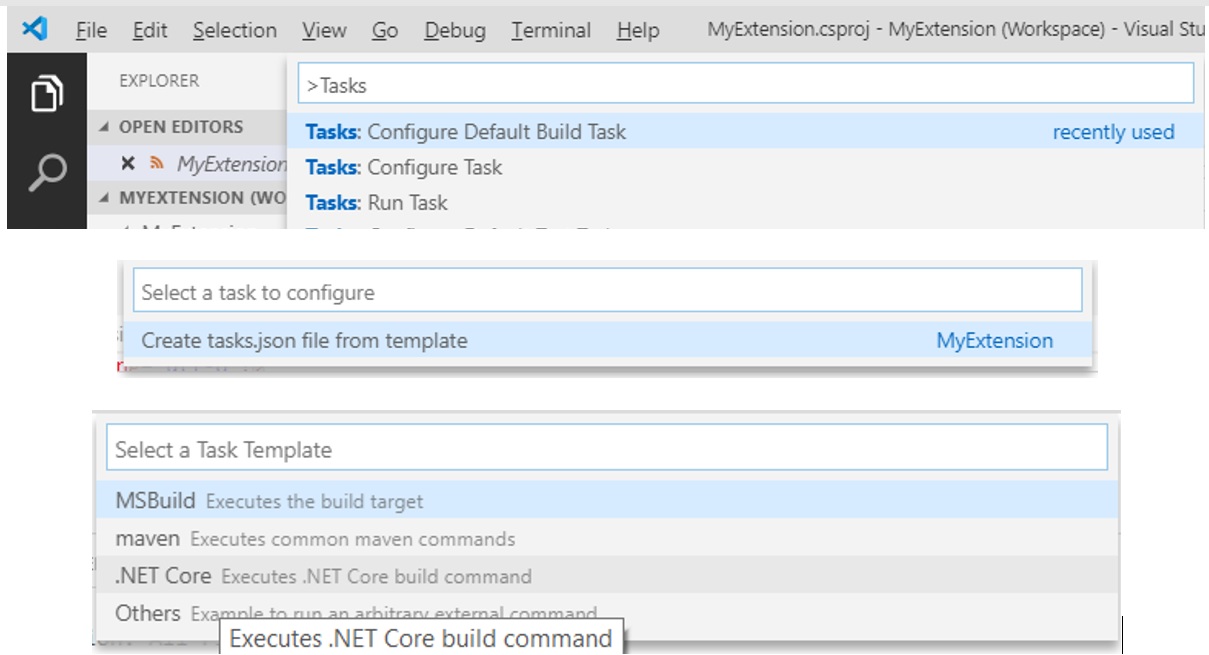 File Edit Selection View Go Debug Terminal Help MyExtension.csproj - MyExtension (Workspace) - Visual Stu
EXPLORER
>Tasks
OPEN EDITORS
Tasks: Configure Default Build Task recently used
MyExtension
Tasks: Configure Task
MYEXTENSION (WO
Tasks: Run Task
Select a task to configure
Create tasks.json file from template MyExtension
Select a Task Template
MSBuild Executes the build target
maven Executes common maven commands
.NET Core Executes .NET Core build command
Others Example to run an arbitrary external command
Executes .NET Core build command